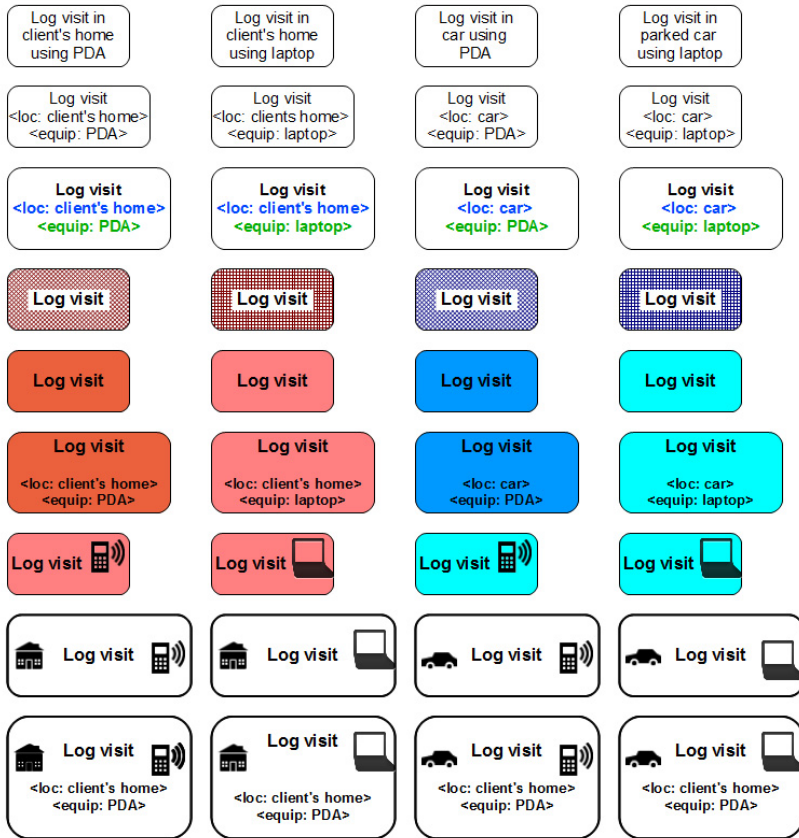 Log visit in
client's home
using PDA
Log visit in
client's home
using laptop
Log visit in
car using
PDA
Log visit in
parked car
using laptop
Log visit
<loc: client's home>
<equip: PDA>
Log visit
<loc: clients home>
<equip: laptop>
Log visit
<loc: car>
<equip: PDA>
Log visit
<loc: car>
<equip: laptop>
Log visit
<loc: client's home>
<equip: PDA>
Log visit
<loc: client's home>
<equip: laptop>
Log visit
<loc: car>
<equip: PDA>
Log visit
<loc: car>
<equip: laptop>
Log visit
Log visit
Log visit
Log visit
Log visit
Log visit
Log visit
Log visit
Log visit
<loc: client's home>
<equip: PDA>
Log visit
<loc: client's home>
<equip: laptop>
Log visit
<loc: car>
<equip: PDA>
Log visit
<loc: car>
<equip: laptop>
Log visit
Log visit
Log visit
Log visit
Log visit
Log visit
Log visit
Log visit
Log visit
<loc: client's home>
<equip: PDA>
Log visit
<loc: client's home>
<equip: PDA>
Log visit
<loc: client's home>
<equip: PDA>
Log visit
<loc: client's home>
<equip: PDA>